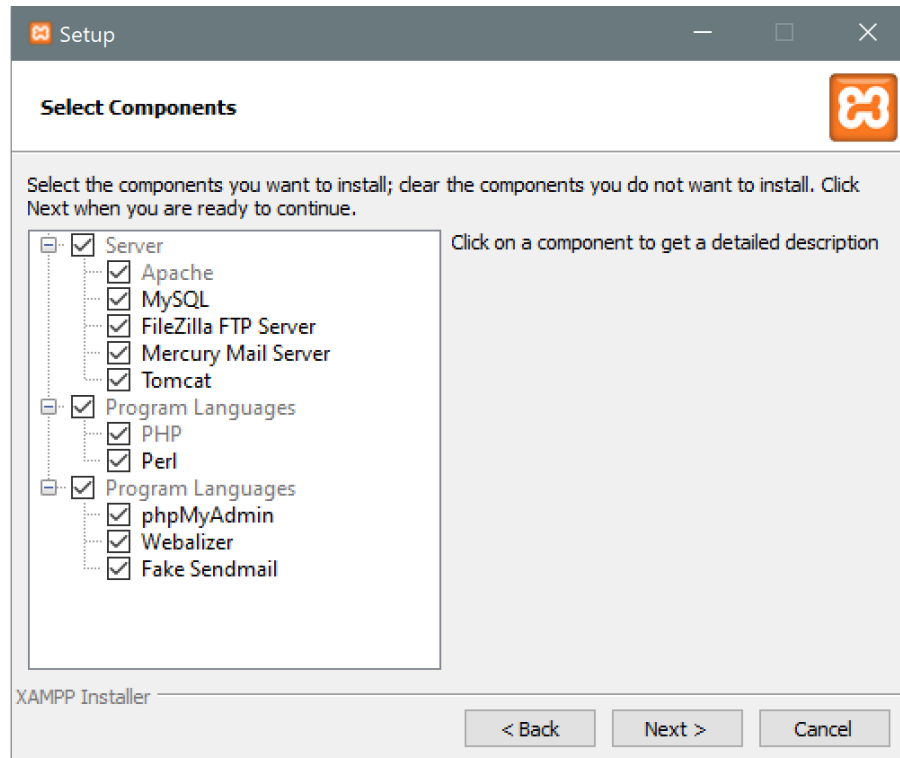 Setup
Select Components
Select the components you want to install; clear the components you do not want to install. Click
Next when you are ready to continue.
Server
Apache
MySQL
FileZilla FTP Server
Mercury Mail Server
Tomcat
Program Languages
PHP
Perl
Program Languages
phpMyAdmin
Webalizer
Fake Sendmail
Click on a component to get a detailed description
XAMPP Installer
< Back
Next >
Cancel